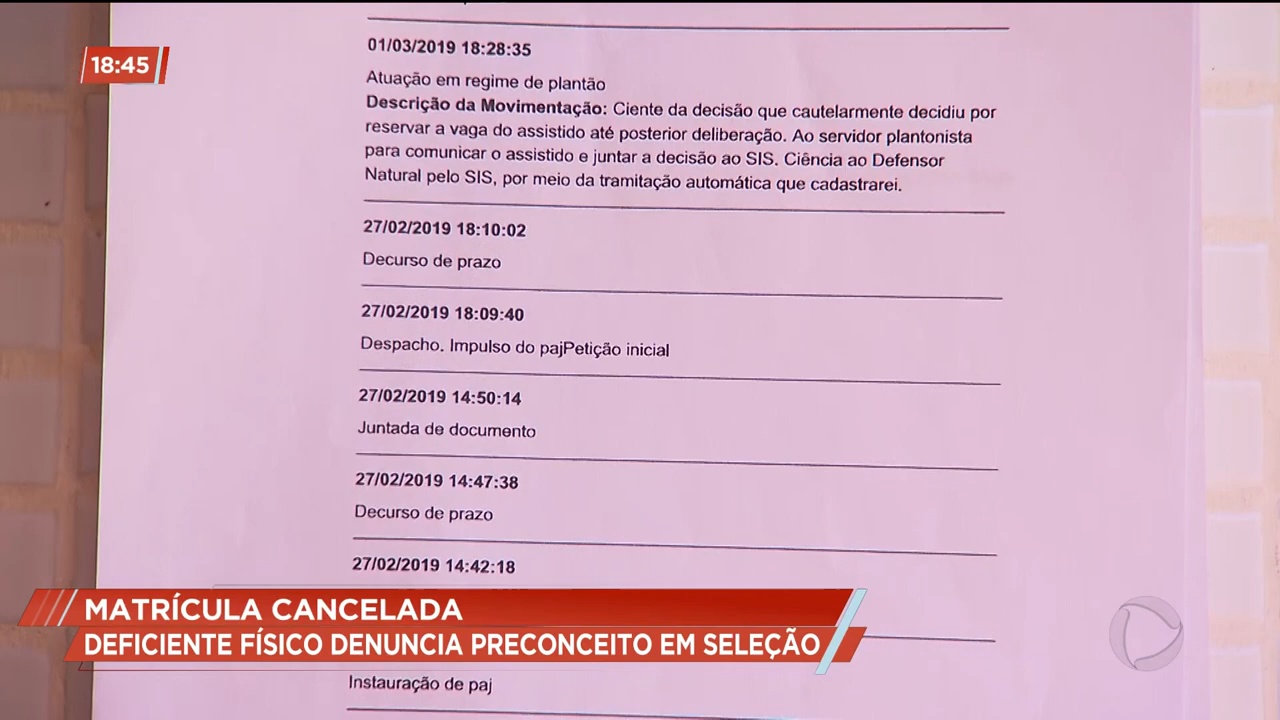 01/03/2019 18:28:35
18:45
Atuação em regime de plantão
Descrição da Movimentação: Ciente da decisão que cautelarmente decidiu por
reservar a vaga do assistido até posterior deliberação. Ao servidor plantonista
para comunicar o assistido e juntar a decisão ao SIS. Ciência ao Defensor
Natural pelo SIS, por meio da tramitação automática que cadastrarei.
27/02/2019 18:10:02
Decurso de prazo
27/02/2019 18:09:40
Despacho. Impulso do pajPetição inicial
27/02/2019 14:50:14
Juntada de documento
27/02/2019 14:47:38
Decurso de prazo
27/02/2019 14:42:18
MATRÍCULA CANCELADA
DEFICIENTE FÍSICO DENUNCIA PRECONCEITO EM SELEÇÃO
Instauração de paj